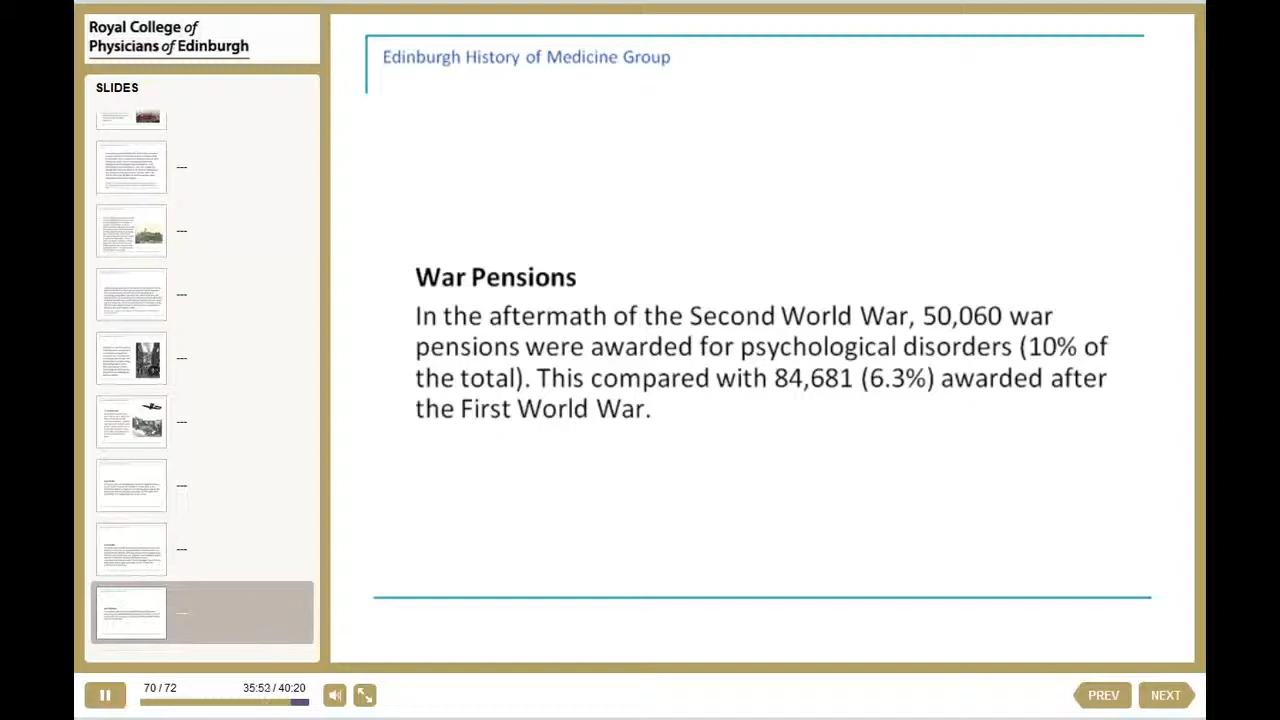 Royal College of
Physicians of Edinburgh
SLIDES
Edinburgh History of Medicine Group
War Pensions
In the aftermath of the Second World War, 50,060 war
pensions were awarded for psychological disorders (10% of
the total). This compared with 84,681 (6.3%) awarded after
the First World War.
70 / 72
35:53 / 40:20
PREV
NEXT